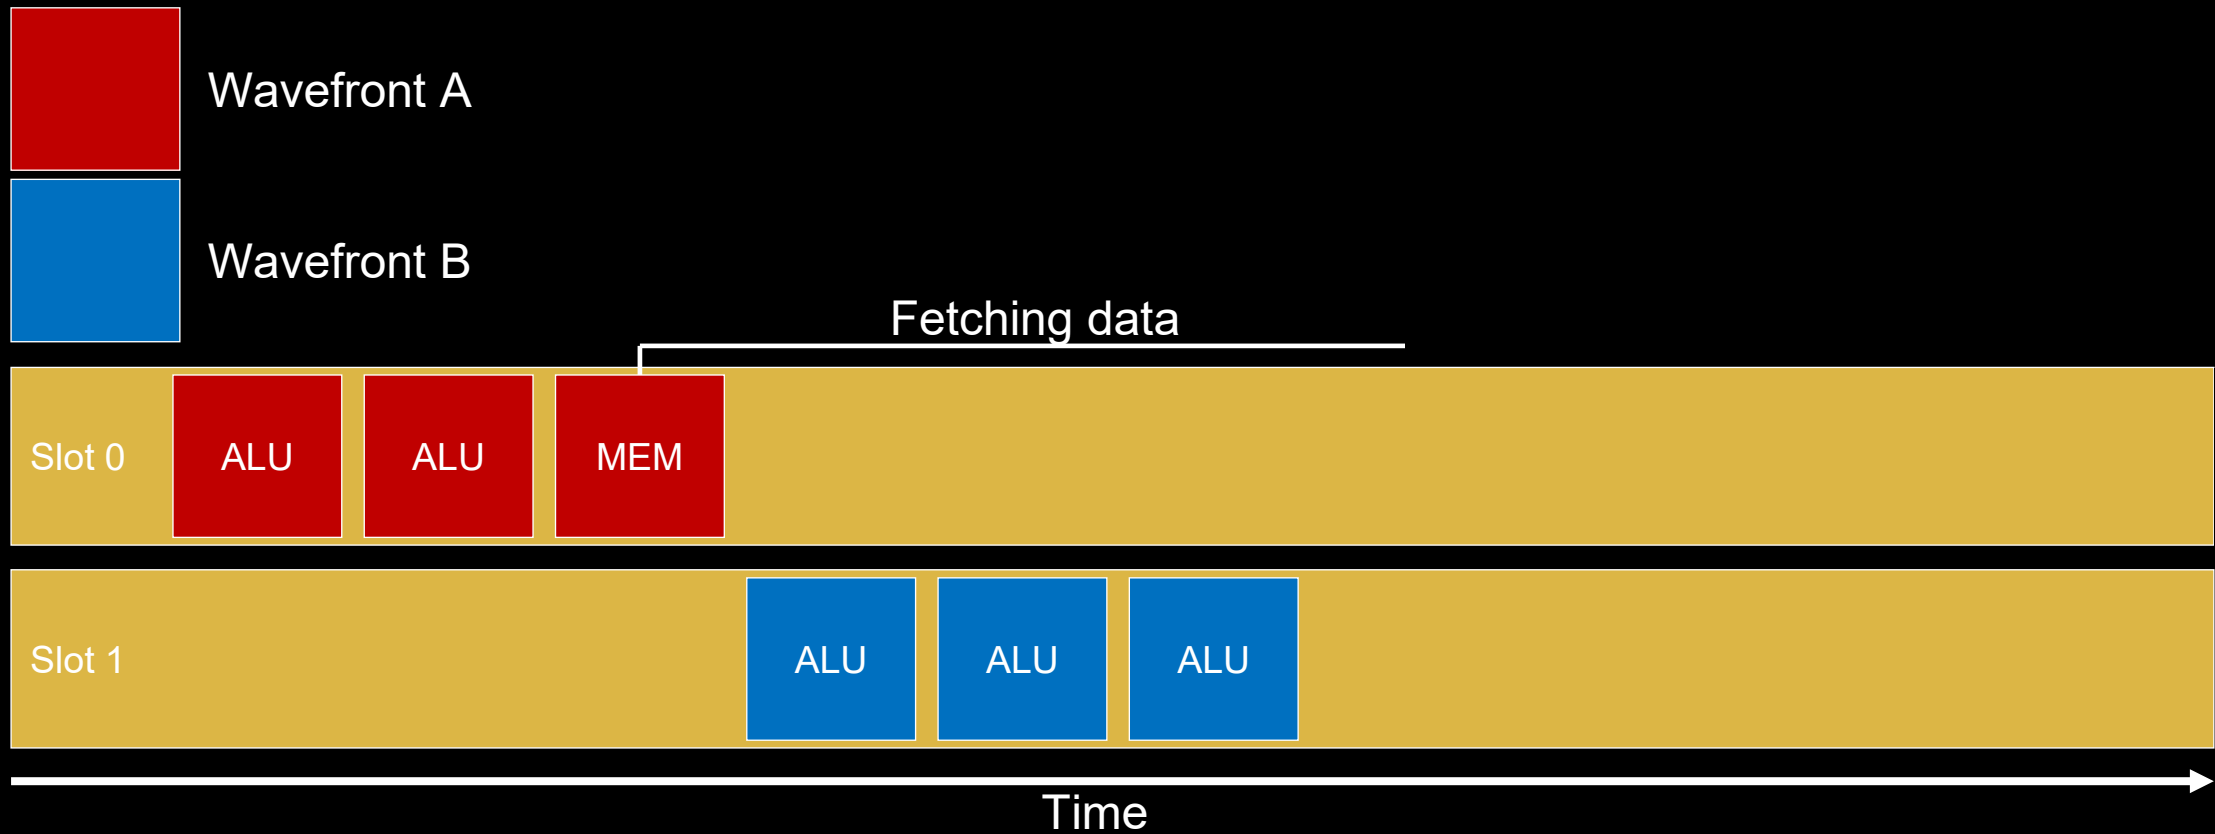 Wavefront A
Wavefront B
Fetching data
Slot 0 ALU ALU MEM
Slot 1 ALU ALU ALU
Time